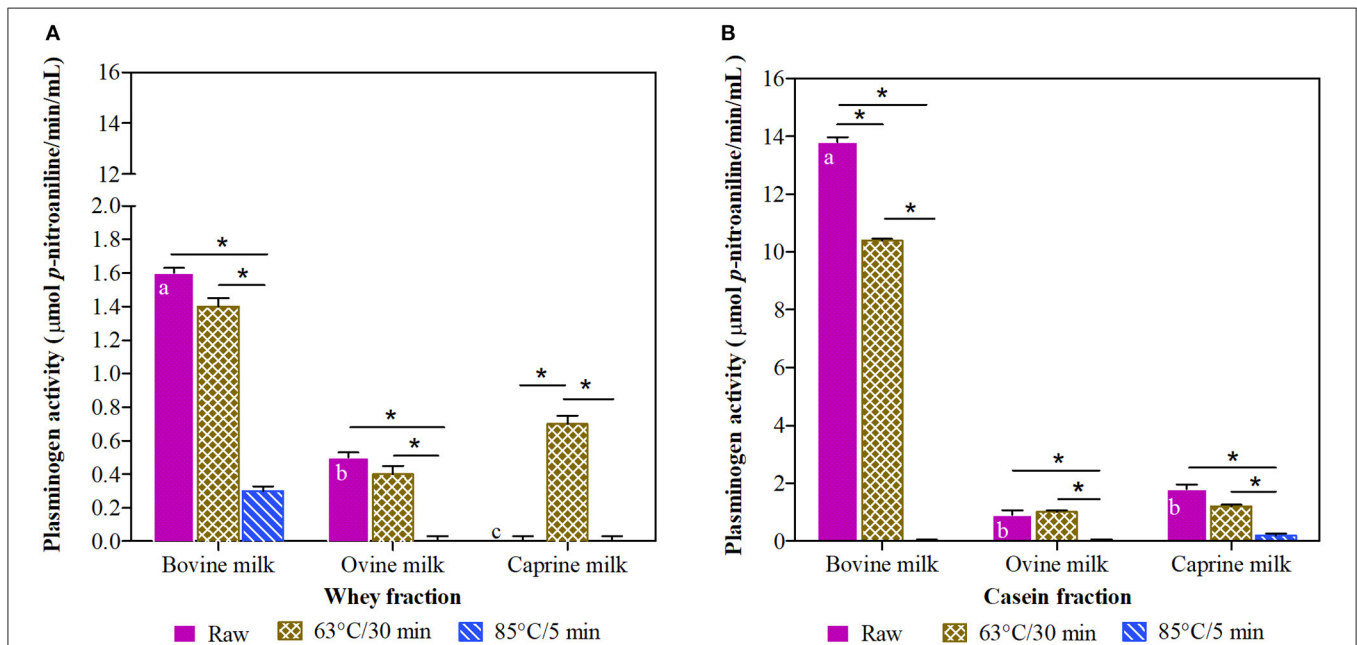 A
Plasminogen activity (μmol p-nitroaniline/min/mL)
16
14
12
2.0
1.8
1.6
1.4
1.2
1.0
0.8
0.6
0.4
0.2
0.0
*
*
a
*
*
b
*
*
c
Bovine milk Ovine milk Caprine milk
Whey fraction
Raw 63°C/30 min 85°C/5 min
B
Plasminogen activity (μmol p-nitroaniline/min/mL)
16
14
12
10
8
6
4
2
0
*
*
a
*
*
*
b
*
*
b
Bovine milk Ovine milk Caprine milk
Casein fraction
Raw 63°C/30 min 85°C/5 min